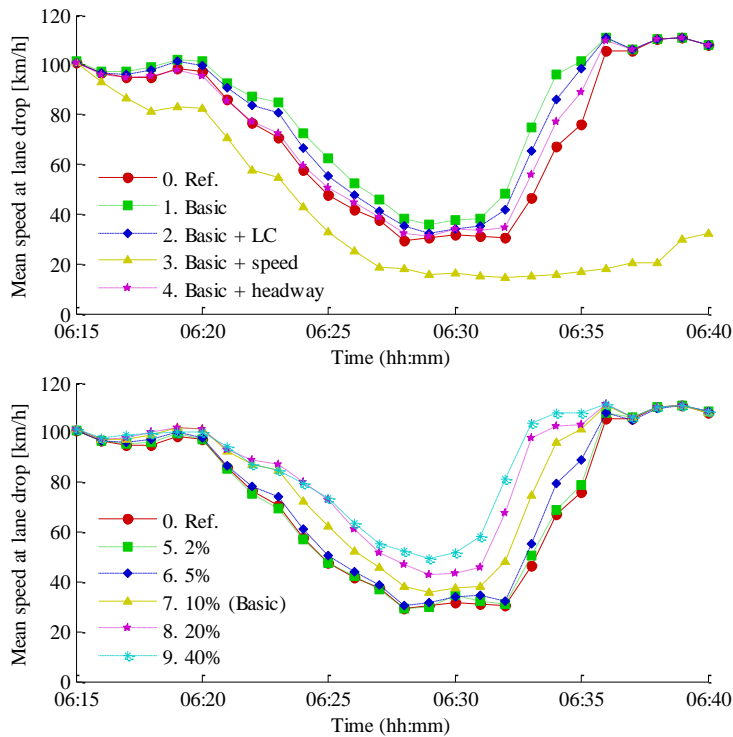 120
100
80
60
40
20
0
Mean speed at lane drop [km/h]
0. Ref.
1. Basic
2. Basic + LC
3. Basic + speed
4. Basic + headway
06:15 06:20 06:25 06:30 06:35 06:40
Time (hh:mm)
120
100
80
60
40
20
0
Mean speed at lane drop [km/h]
0. Ref.
5. 2%
6. 5%
7. 10% (Basic)
8. 20%
9. 40%
06:15 06:20 06:25 06:30 06:35 06:40
Time (hh:mm)